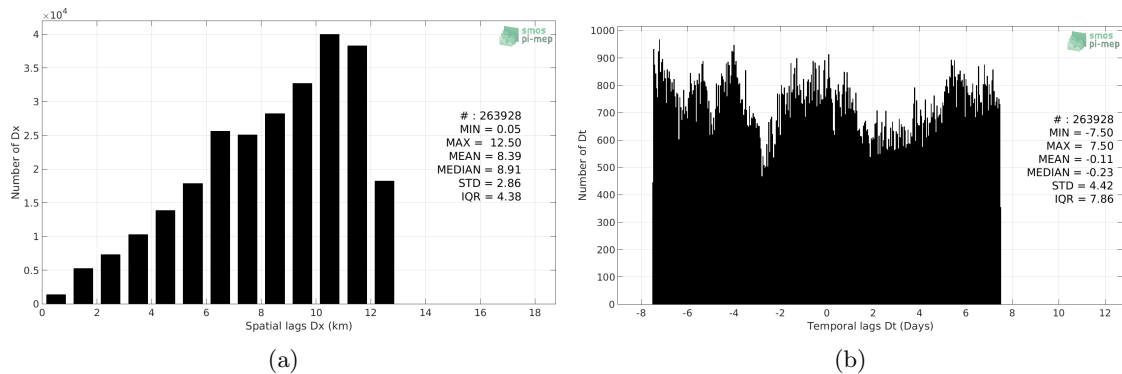 ×10⁴
4
3.5
3
2.5
2
1.5
1
0.5
0
Number of Dx
0 2 4 6 8 10 12 14 16 18
Spatial lags Dx (km)
smos
pi-mep
# : 263928
MIN = 0.05
MAX = 12.50
MEAN = 8.39
MEDIAN = 8.91
STD = 2.86
IQR = 4.38
(a)
1000
900
800
700
600
500
400
300
200
100
0
Number of Dt
-8 -6 -4 -2 0 2 4 6 8 10 12
Temporal lags Dt (Days)
smos
pi-mep
# : 263928
MIN = -7.50
MAX = 7.50
MEAN = -0.11
MEDIAN = -0.23
STD = 4.42
IQR = 7.86
(b)